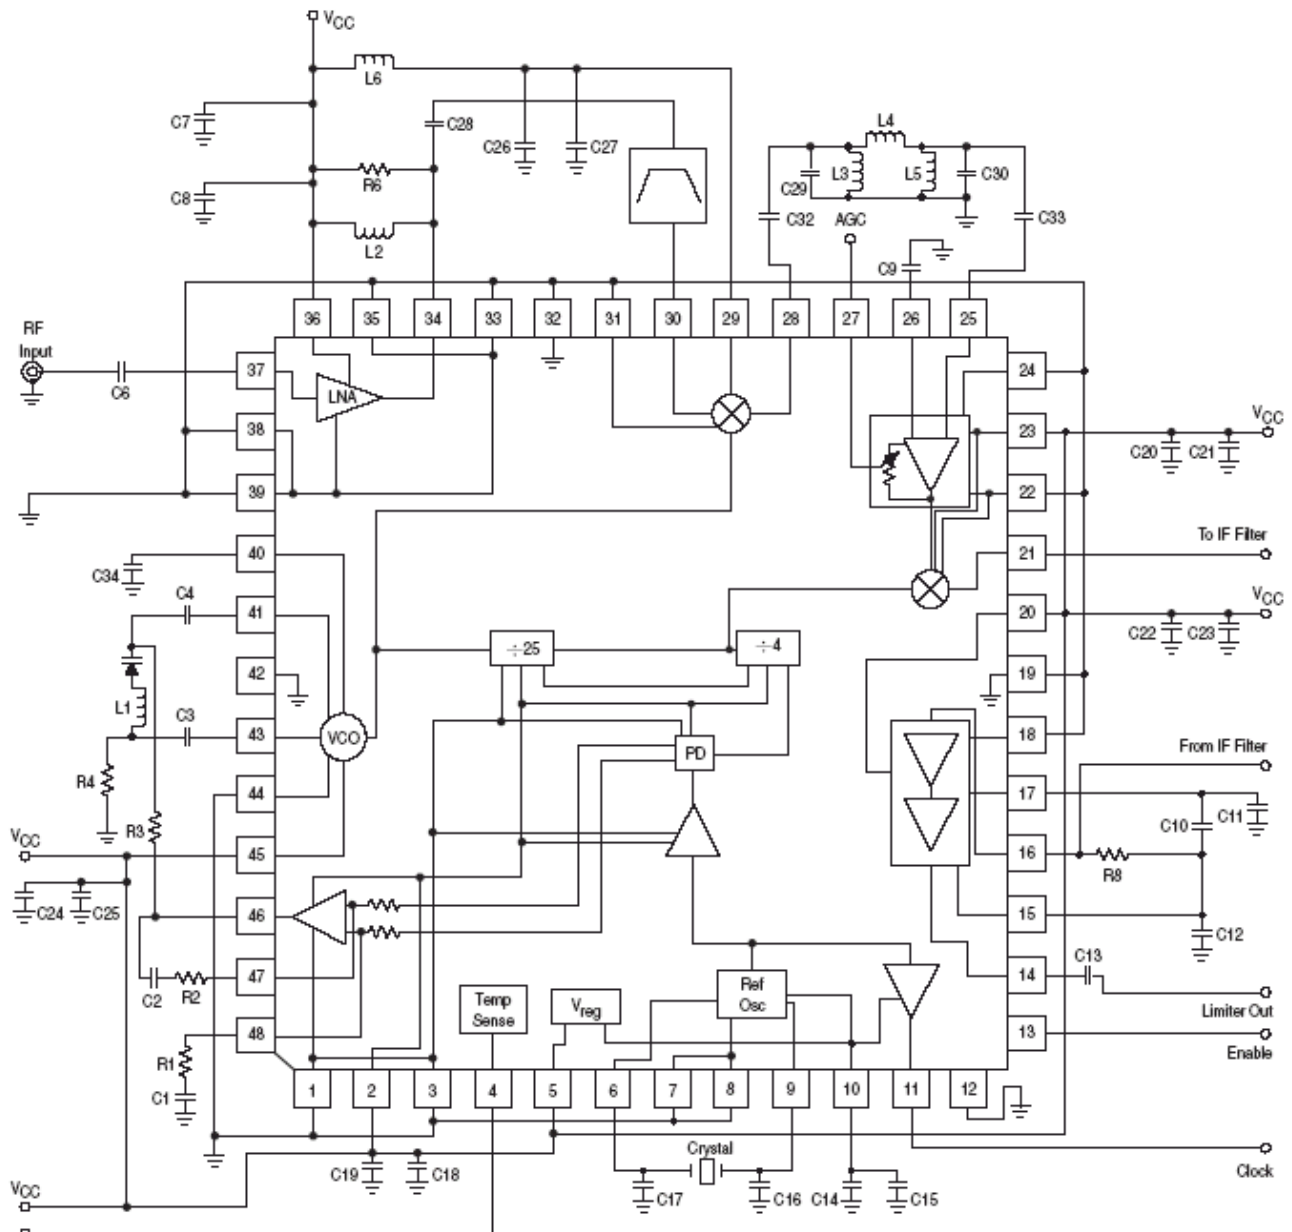 VCC
L6
C7
C28
C26
C27
R6
C8
L2
L4
C29
L3
L5
C30
C32
AGC
C33
C9
36
35
34
33
32
31
30
29
28
27
26
25
RF
Input
C6
37
LNA
24
38
23
VCC
C20
C21
39
22
40
21
To IF Filter
C34
C4
41
20
VCC
C22
C23
÷25
÷4
42
19
L1
C3
43
VCO
PD
18
From IF Filter
R4
44
17
C10
C11
R3
VCC
45
16
R8
C24
C25
46
15
C12
C2
R2
47
14
C13
Temp
Sense
Vreg
Ref
Osc
Limiter Out
48
13
Enable
R1
C1
1
2
3
4
5
6
7
8
9
10
11
12
Crystal
Clock
C19
C18
C17
C16
C14
C15
VCC